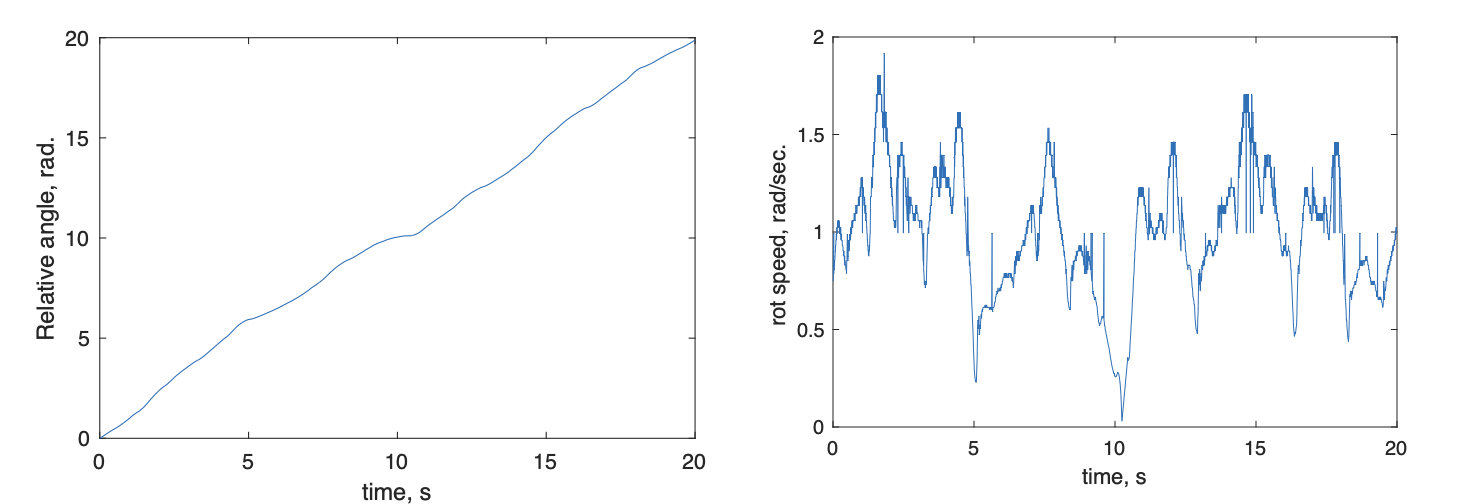 20
15
10
5
0
Relative angle, rad.
0 5 10 15 20
time, s
2
1.5
1
0.5
0
rot speed, rad/sec.
0 5 10 15 20
time, s